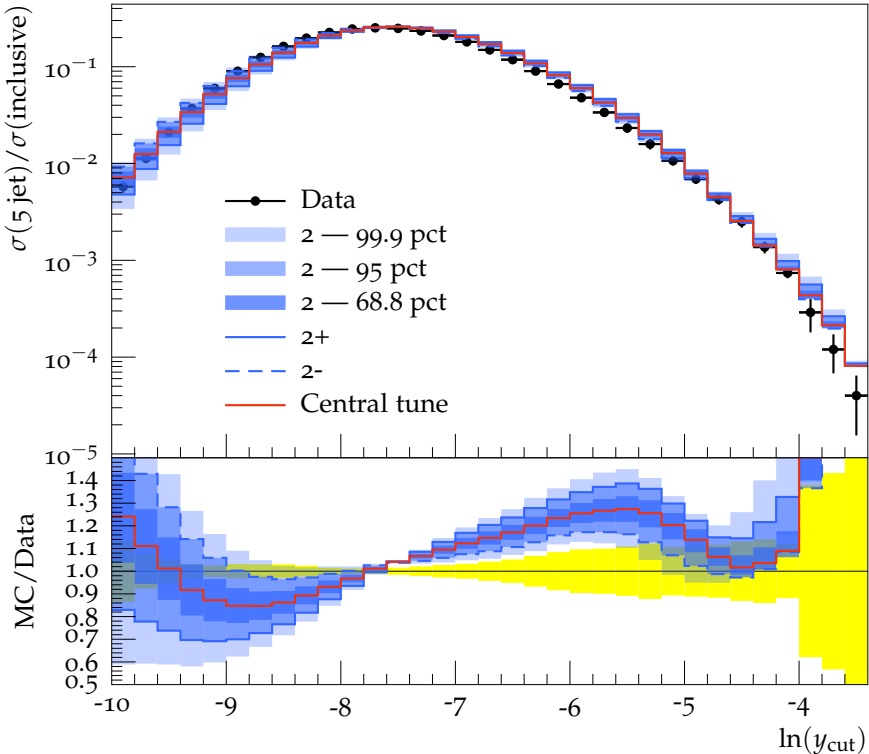 σ(5 jet)/σ(inclusive)
10⁻¹
10⁻²
10⁻³
10⁻⁴
10⁻⁵
Data
2 — 99.9 pct
2 — 95 pct
2 — 68.8 pct
2+
2-
Central tune
MC/Data
1.4
1.3
1.2
1.1
1.0
0.9
0.8
0.7
0.6
0.5
-10 -9 -8 -7 -6 -5 -4
ln(y_cut)